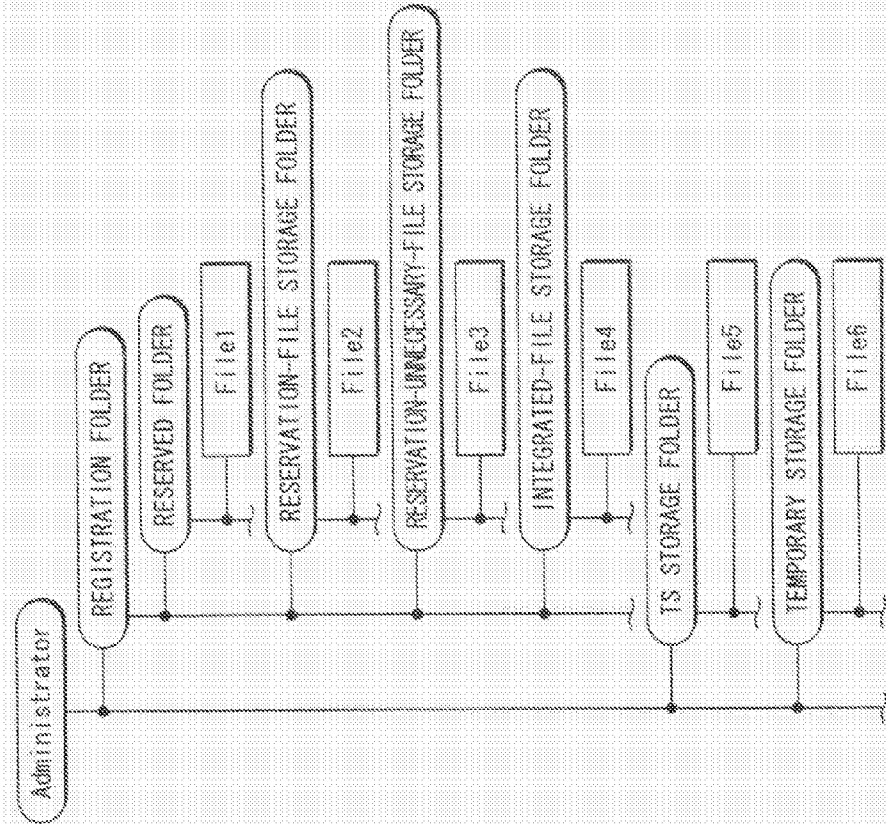 Administrator
REGISTRATION FOLDER
RESERVED FOLDER
File1
RESERVATION-FILE STORAGE FOLDER
File2
RESERVATION-UNNECESSARY-FILE STORAGE FOLDER
File3
INTEGRATED-FILE STORAGE FOLDER
File4
TS STORAGE FOLDER
File5
TEMPORARY STORAGE FOLDER
File6